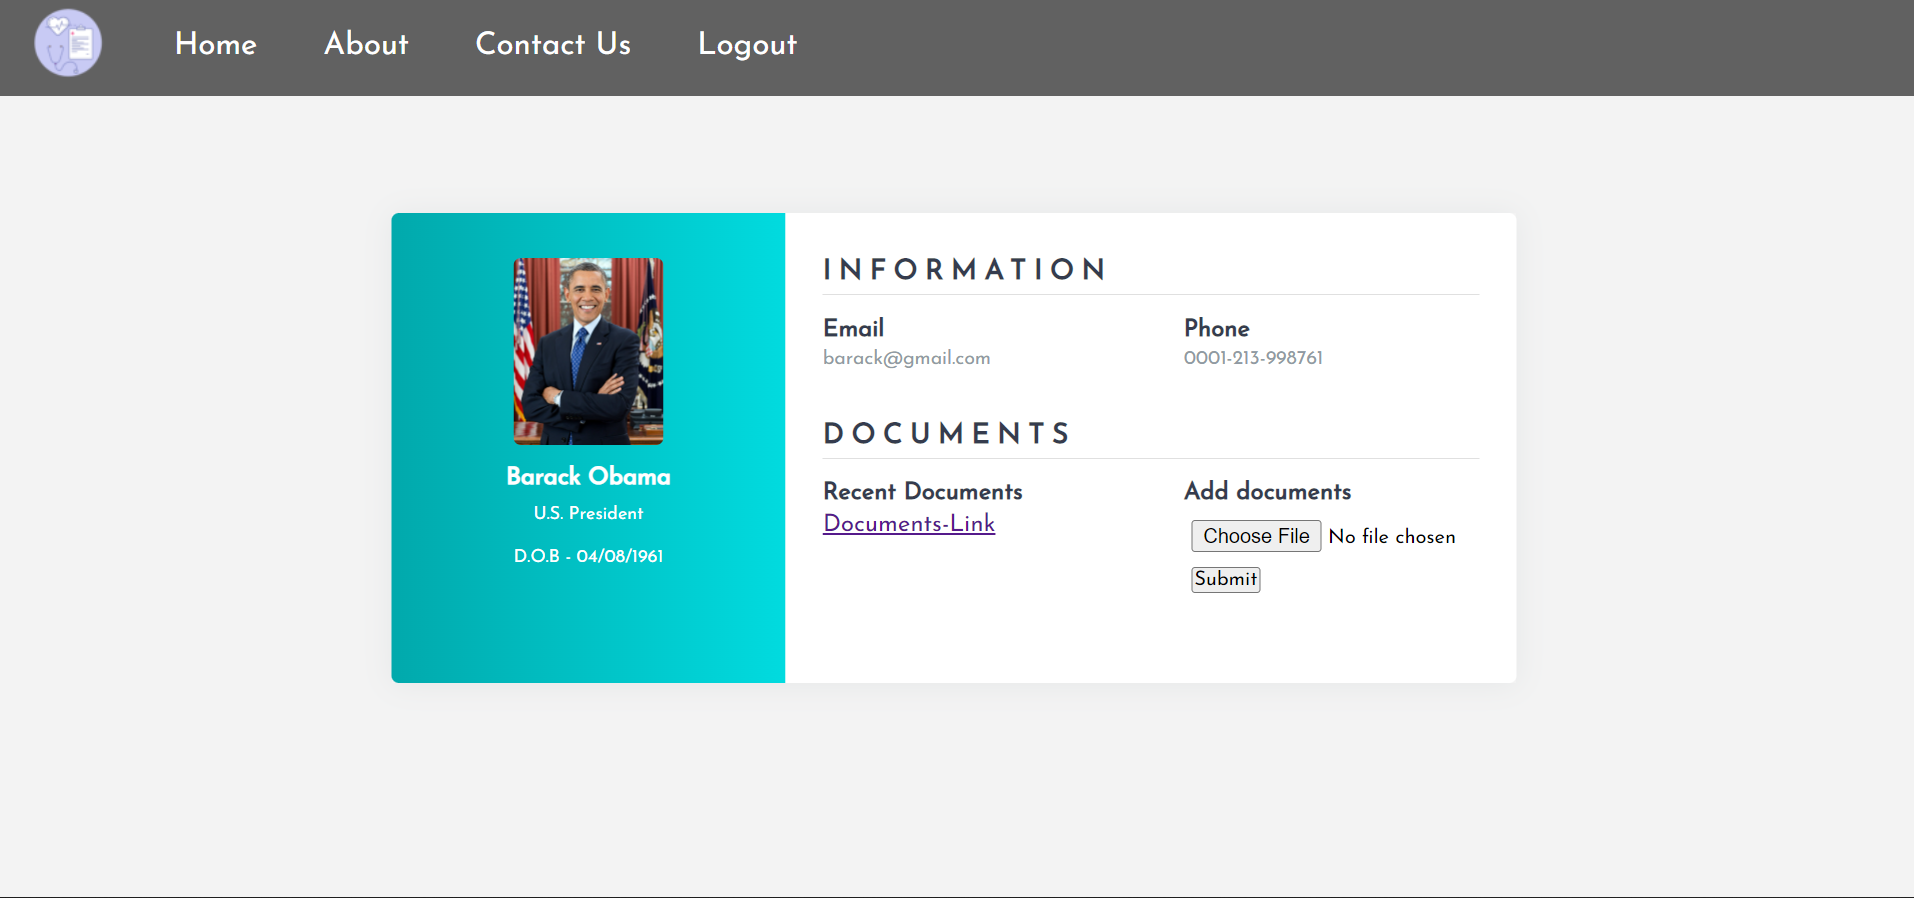 Home About Contact Us Logout
INFORMATION
Email Phone
barack@gmail.com 0001-213-998761
DOCUMENTS
Recent Documents Add documents
Documents-Link
Choose File No file chosen
Submit
Barack Obama
U.S. President
D.O.B - 04/08/1961